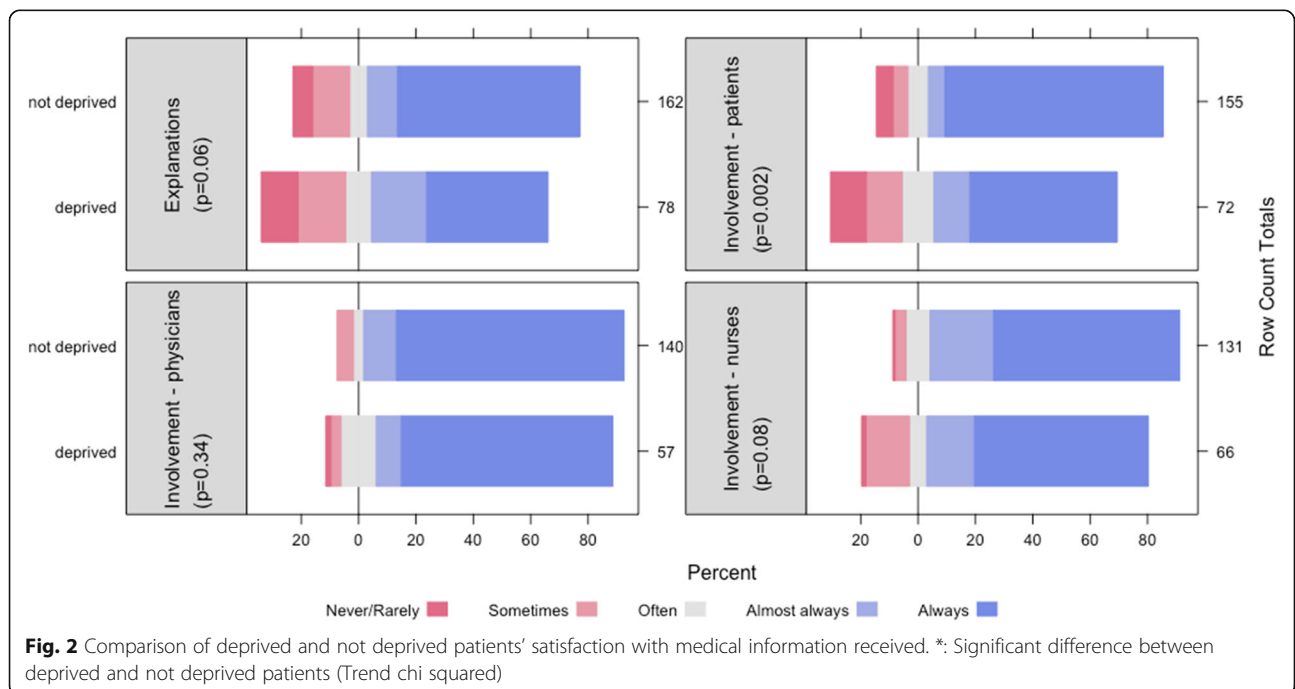 not deprived
deprived
Explanations
(p=0.06)
162
78
Involvement - patients
(p=0.002)
155
72
not deprived
deprived
Involvement - physicians
(p=0.34)
140
57
Involvement - nurses
(p=0.08)
131
66
Row Count Totals
20 0 20 40 60 80
20 0 20 40 60 80
Percent
Never/Rarely Sometimes Often Almost always Always
Fig. 2 Comparison of deprived and not deprived patients’ satisfaction with medical information received. *: Significant difference between
deprived and not deprived patients (Trend chi squared)